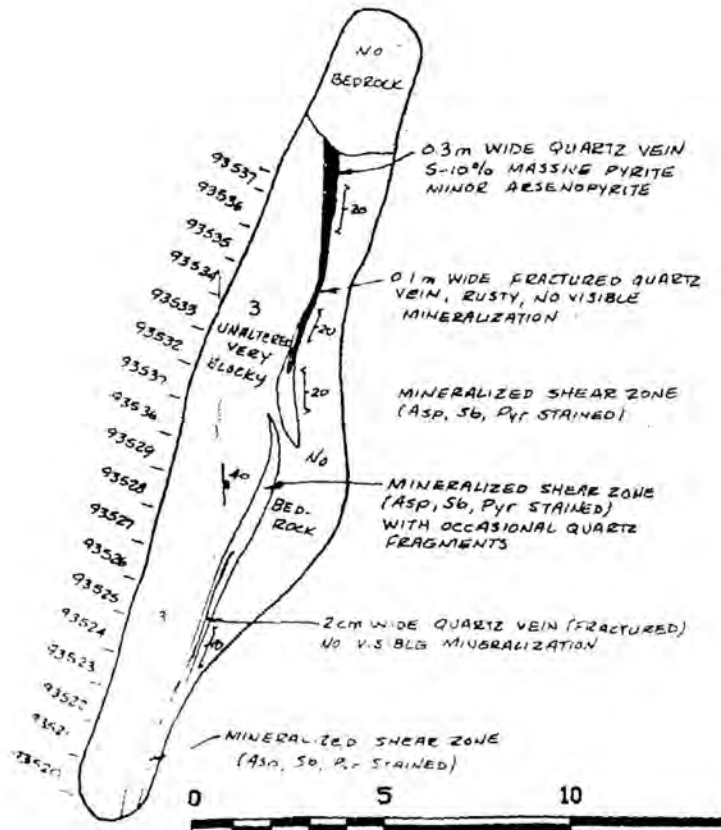 NO
BEDROCK
0.3m WIDE QUARTZ VEIN
5-10% MASSIVE PYRITE
MINOR ARSENOPYRITE
20
0.1m WIDE FRACTURED QUARTZ
VEIN, RUSTY, NO VISIBLE
MINERALIZATION
20
3
UNALTERED
VERY
BLOCKY
20
MINERALIZED SHEAR ZONE
(Asp, Sb, Pyr STAINED)
NO
BED-
ROCK
40
MINERALIZED SHEAR ZONE
(Asp, Sb, Pyr STAINED)
WITH OCCASIONAL QUARTZ
FRAGMENTS
3
2cm WIDE QUARTZ VEIN (FRACTURED)
NO VISIBLE MINERALIZATION
MINERALIZED SHEAR ZONE
(Asp, Sb, Pyr STAINED)
93537
93536
93535
93534
93533
93532
93529
93528
93527
93526
93525
93524
93523
93522
93521
93520
0 5 10